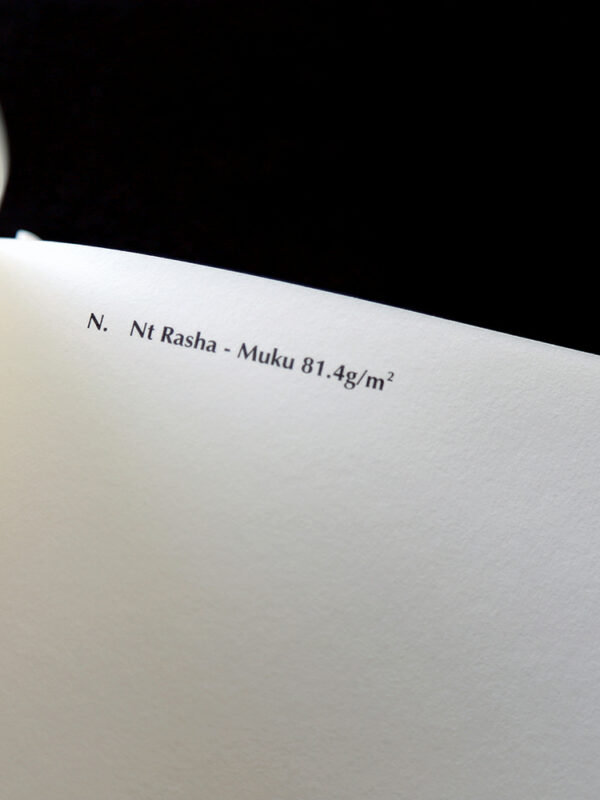 N. Nt Rasha - Muku 81.4g/m²